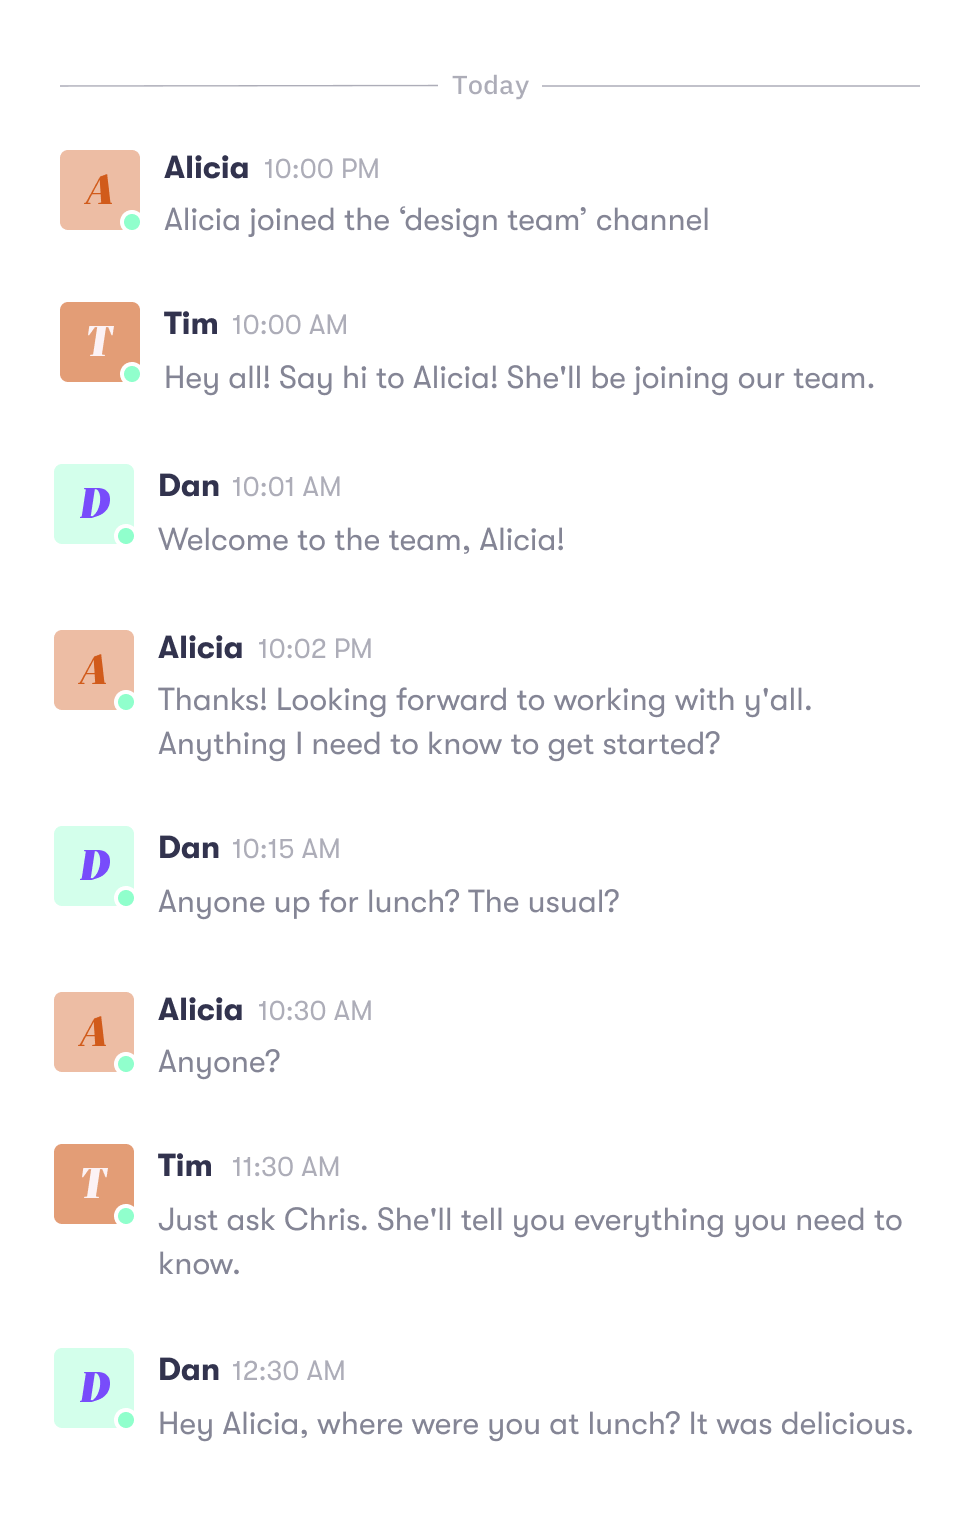 Today
A
Alicia 10:00 PM
Alicia joined the ‘design team’ channel
T
Tim 10:00 AM
Hey all! Say hi to Alicia! She'll be joining our team.
D
Dan 10:01 AM
Welcome to the team, Alicia!
A
Alicia 10:02 PM
Thanks! Looking forward to working with y'all.
Anything I need to know to get started?
D
Dan 10:15 AM
Anyone up for lunch? The usual?
A
Alicia 10:30 AM
Anyone?
T
Tim 11:30 AM
Just ask Chris. She'll tell you everything you need to
know.
D
Dan 12:30 AM
Hey Alicia, where were you at lunch? It was delicious.